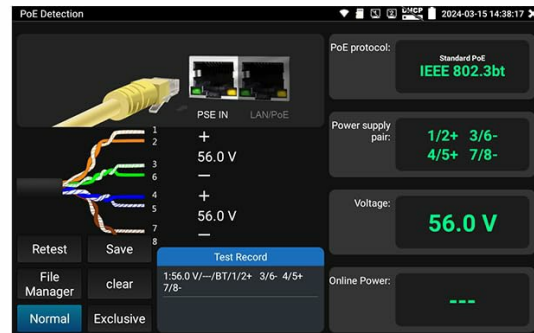 PoE Detection
DHCP
2024-03-15 14:38:17
PSE IN
LAN/PoE
1
2
3
6
4
5
7
8
+
56.0 V
—
+
56.0 V
—
Retest
Save
File Manager
clear
Normal
Exclusive
Test Record
1:56.0 V/---/BT/1/2+ 3/6- 4/5+
7/8-
PoE protocol:
Standard PoE
IEEE 802.3bt
Power supply
pair:
1/2+ 3/6-
4/5+ 7/8-
Voltage:
56.0 V
Online Power:
---